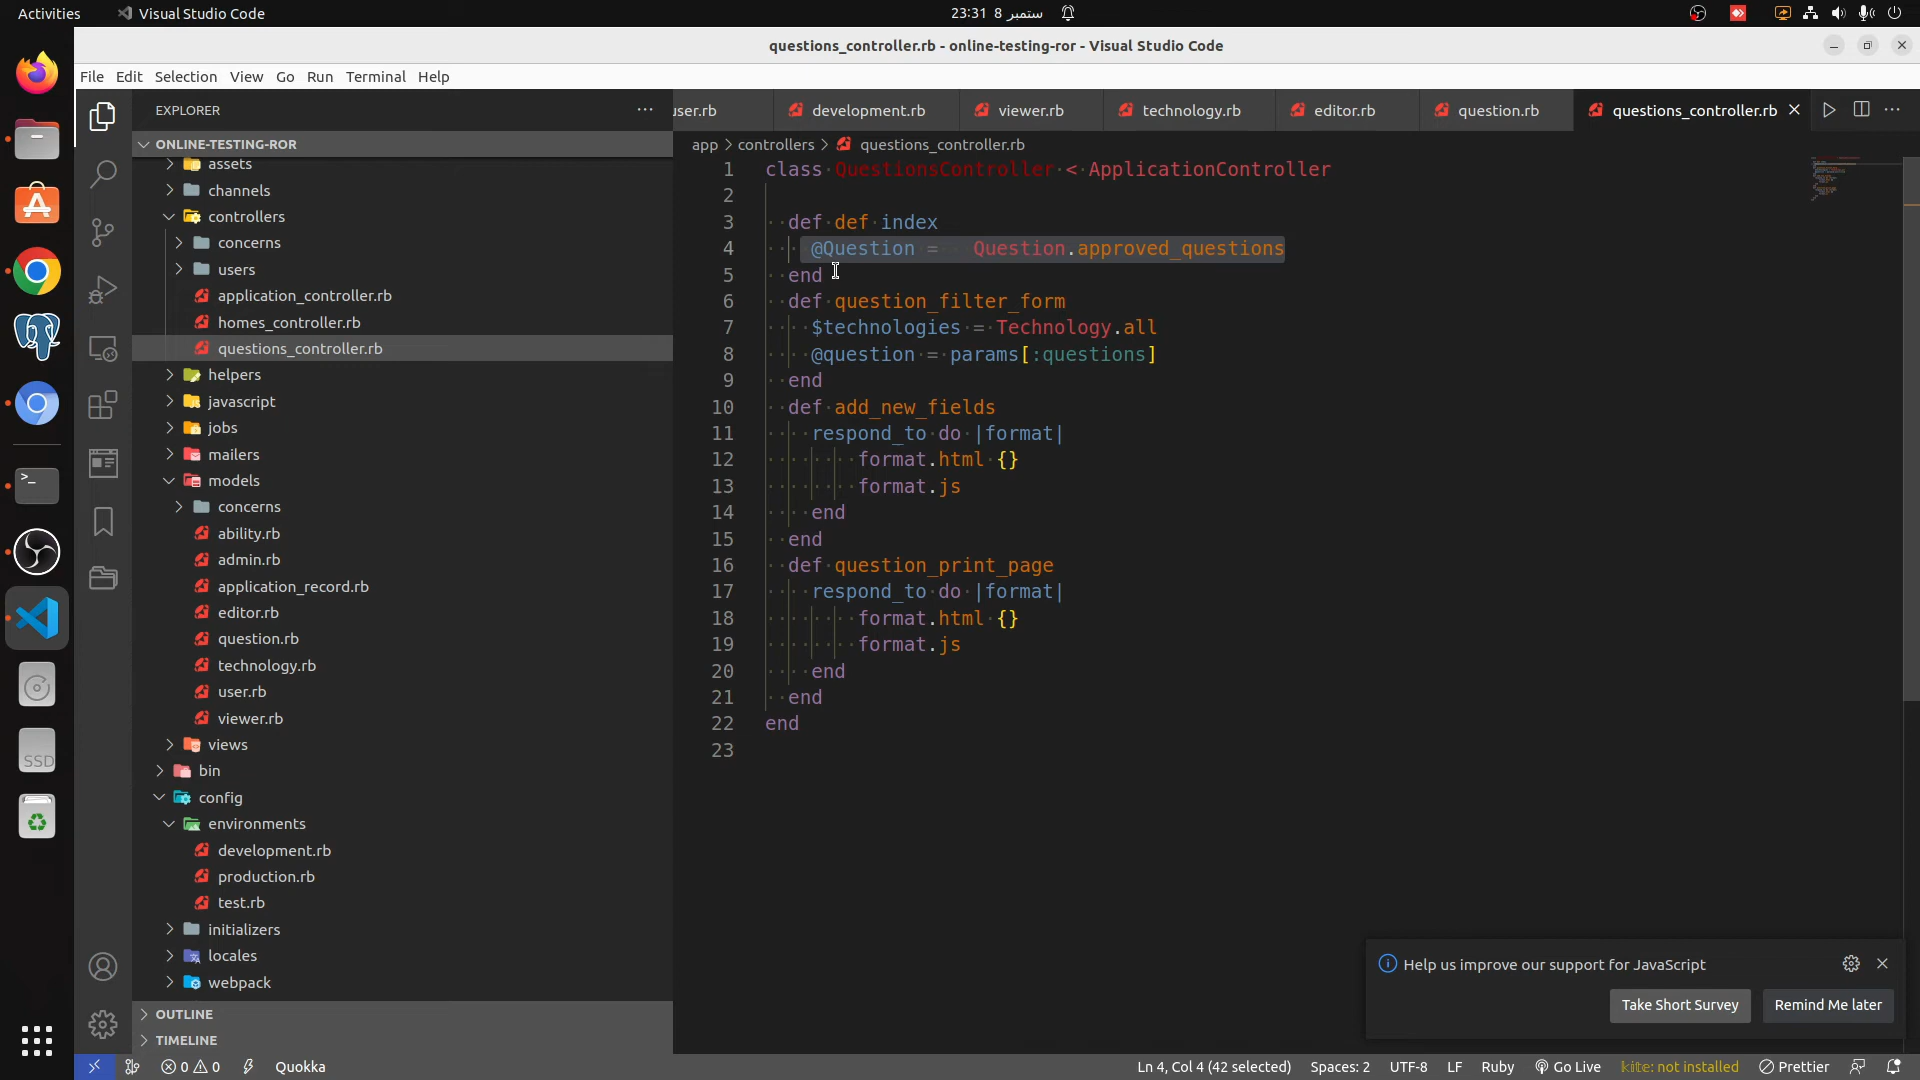 Activities
Visual Studio Code
23:31 8 ستمبر
questions_controller.rb - online-testing-ror - Visual Studio Code
File Edit Selection View Go Run Terminal Help
EXPLORER
ONLINE-TESTING-ROR
assets
channels
controllers
concerns
users
application_controller.rb
homes_controller.rb
questions_controller.rb
helpers
javascript
jobs
mailers
models
concerns
ability.rb
admin.rb
application_record.rb
editor.rb
question.rb
technology.rb
user.rb
viewer.rb
views
bin
config
environments
development.rb
production.rb
test.rb
initializers
locales
webpack
OUTLINE
TIMELINE
SSD
user.rb development.rb viewer.rb technology.rb editor.rb question.rb questions_controller.rb
app > controllers > questions_controller.rb
1 class QuestionsController < ApplicationController
2
3 def def index
4 @Question = Question.approved_questions
5 end
6 def question_filter_form
7 $technologies = Technology.all
8 @question = params[:questions]
9 end
10 def add_new_fields
11 respond_to do |format|
12 format.html {}
13 format.js
14 end
15 end
16 def question_print_page
17 respond_to do |format|
18 format.html {}
19 format.js
20 end
21 end
22 end
23
Help us improve our support for JavaScript
Take Short Survey Remind Me later
0 0 Quokka
Ln 4, Col 4 (42 selected) Spaces: 2 UTF-8 LF Ruby Go Live kite: not installed Prettier